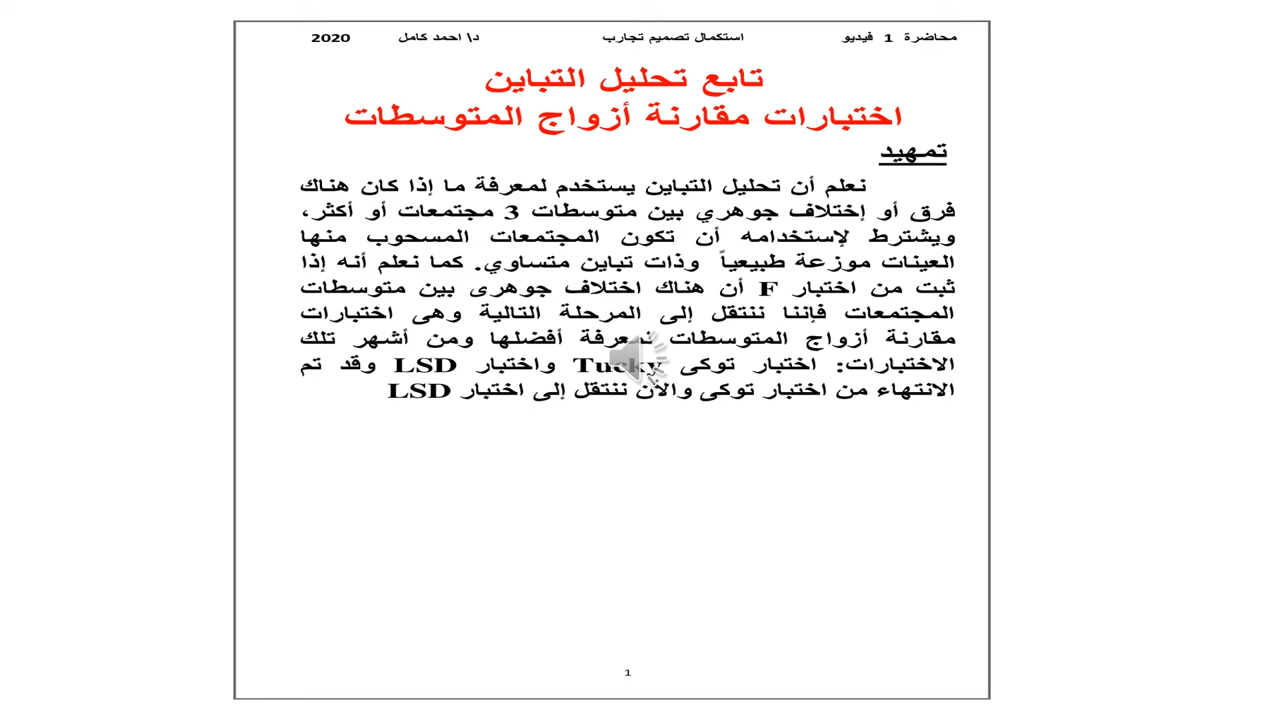 محاضرة 1 فيديو استكمال تصميم تجارب د\ احمد كامل 2020
تابع تحليل التباين
اختبارات مقارنة أزواج المتوسطات
تمهيد
نعلم أن تحليل التباين يستخدم لمعرفة ما إذا كان هناك
فرق أو إختلاف جوهري بين متوسطات 3 مجتمعات أو أكثر،
ويشترط لإستخدامه أن تكون المجتمعات المسحوب منها
العينات موزعة طبيعياً وذات تباين متساوي. كما نعلم أنه إذا
ثبت من اختبار F أن هناك اختلاف جوهرى بين متوسطات
المجتمعات فإننا ننتقل إلى المرحلة التالية وهى اختبارات
مقارنة أزواج المتوسطات لمعرفة أفضلها ومن أشهر تلك
الاختبارات: اختبار توكى Tucky واختبار LSD وقد تم
الانتهاء من اختبار توكى والأن ننتقل إلى اختبار LSD
1